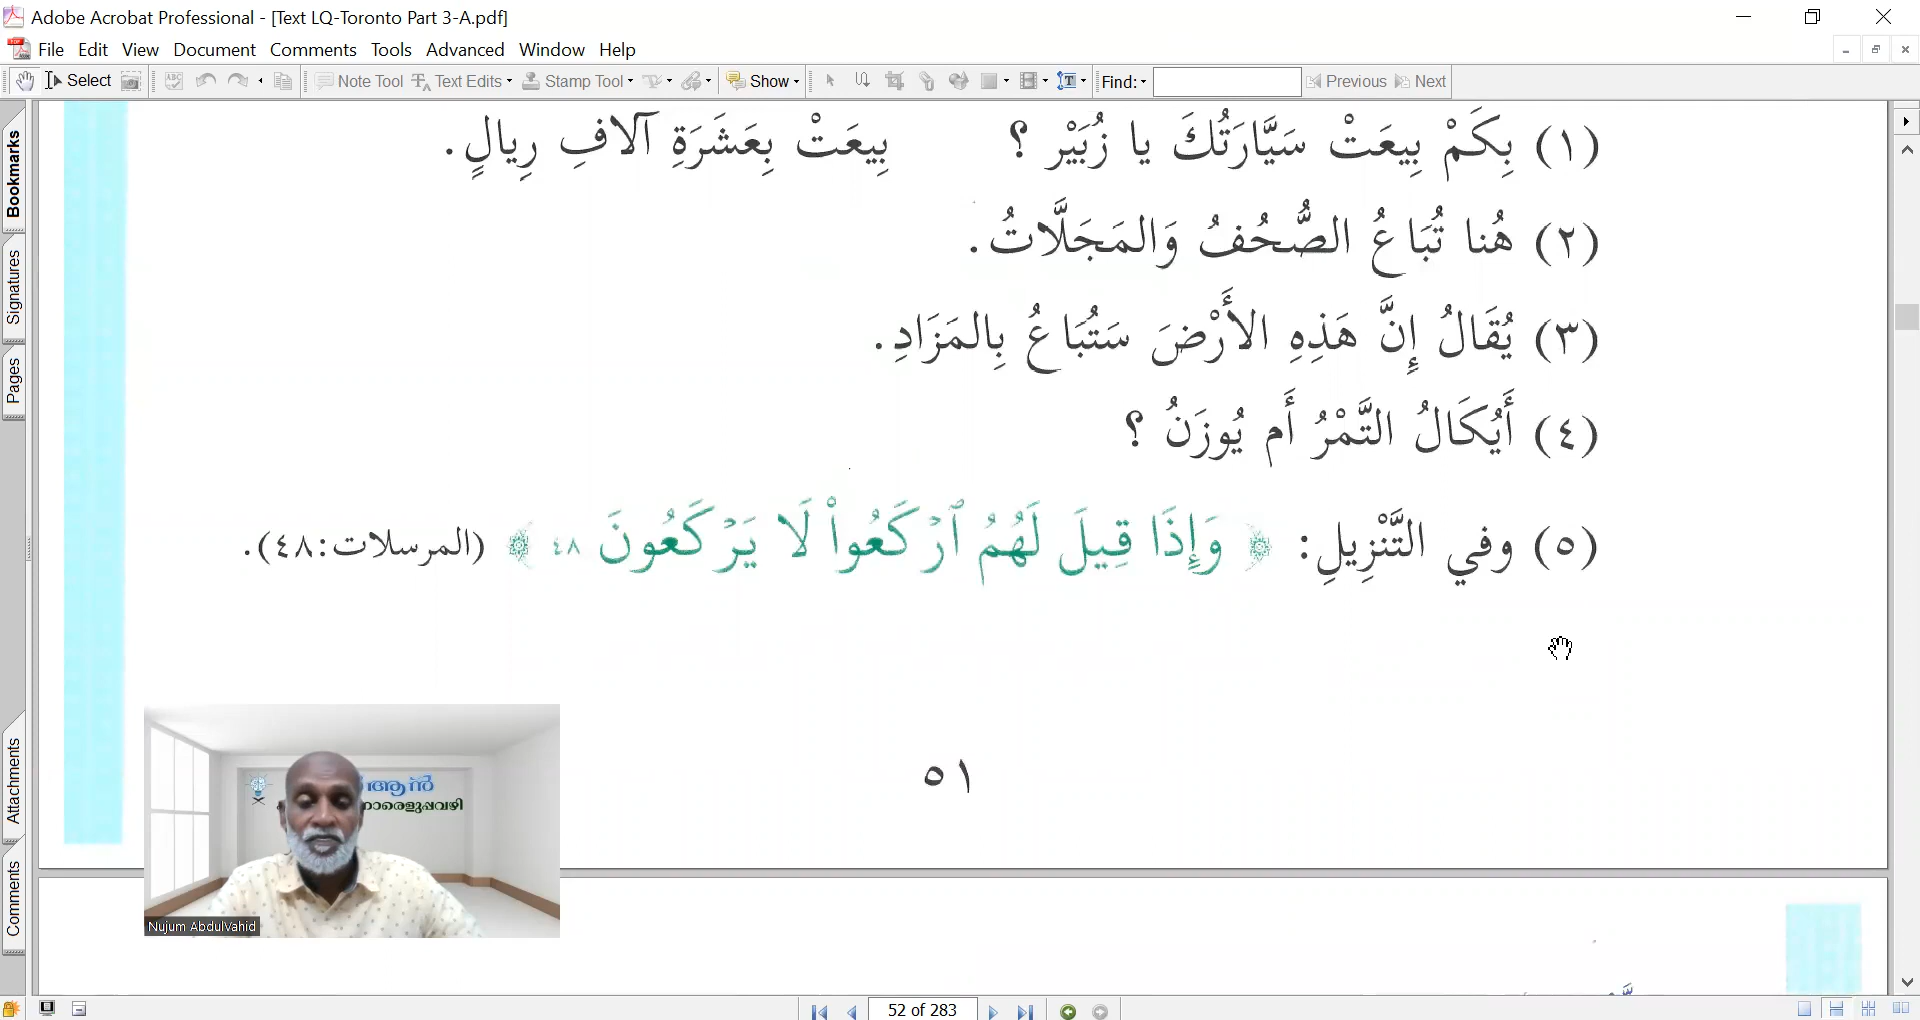 Adobe Acrobat Professional - [Text LQ-Toronto Part 3-A.pdf]
File Edit View Document Comments Tools Advanced Window Help
Select Note Tool Text Edits Stamp Tool Show Find: Previous Next
Bookmarks
Signatures
Pages
Attachments
Comments
(١) بِكَمْ بِيعَتْ سَيَّارَتُكَ يا زُبَيْر ؟ بِيعَتْ بِعَشَرَةِ آلافِ رِيالٍ.
(٢) هُنا تُبَاعُ الصُّحُفُ وَالمَجَلَّاتُ.
(٣) يُقَالُ إِنَّ هَذِهِ الأَرْضَ سَتُبَاعُ بِالمَزَادِ.
(٤) أَيُكَالُ التَّمْرُ أَم يُوزَنُ ؟
(٥) وفي التَّنْزِيلِ: ﴿ وَإِذَا قِيلَ لَهُمُ ٱرْكَعُوا۟ لَا يَرْكَعُونَ ٤٨ ﴾ (المرسلات:٤٨).
٥١
Nujum AbdulVahid
52 of 283